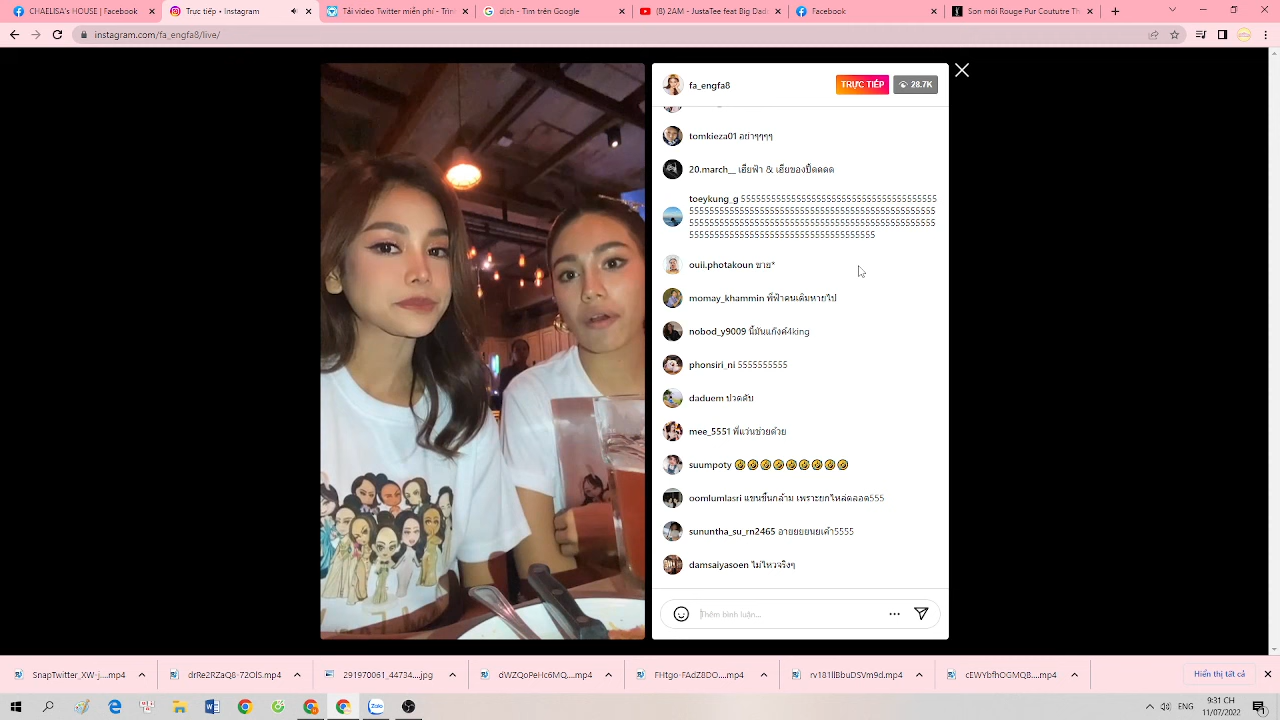 CHAELIS's HOUSE | Facebook
Trực tiếp • Instagram
Tải video Twitter miễn phí - Trìn
dich - Tìm trên Google
(8) 2AM - JustaTee feat Big Dad
Facebook
Son môi Rouge Pur Coututre Th
instagram.com/fa_engfa8/live/
fa_engfa8
TRỰC TIẾP
28.7K
tomkieza01 อย่าๆๆๆๆ
20.march__ เฮียฟ้า & เฮียของปี้ดดดด
toeykung_g 555555555555555555555555555555555555555
5555555555555555555555555555555555555555555555555
5555555555555555555555555555555555555555555555555
5555555555555555555555555555555555555
ouii.photakoun ขาย*
momay_khammin พี่ฟ้าคนเดิมหายไป
nobod_y9009 นี้มันแก๊งค์4king
phonsiri_ni 5555555555
daduem ปวดตับ
mee_5551 พี่แว่นช่วยด้วย
suumpoty 🤣🤣🤣🤣🤣🤣🤣🤣🤣
oomlumlasri แขนขึ้นกล้าม เพราะยกไหล่ตลอด555
sununtha_su_rn2465 อายยยยนยเค้า5555
damsaiyasoen ไม่ไหวจริงๆ
Thêm bình luận...
SnapTwitter_XW-j....mp4
drRe2RZaQ8-72OlS.mp4
291970061_44734....jpg
dWZQoPeHc6MQ....mp4
FHtgo-FAdZ8DO....mp4
rv181liBbuDSVm9d.mp4
cEWYbfhOGMQB....mp4
Hiển thị tất cả
Zalo
ENG
9:31 CH
11/07/2022